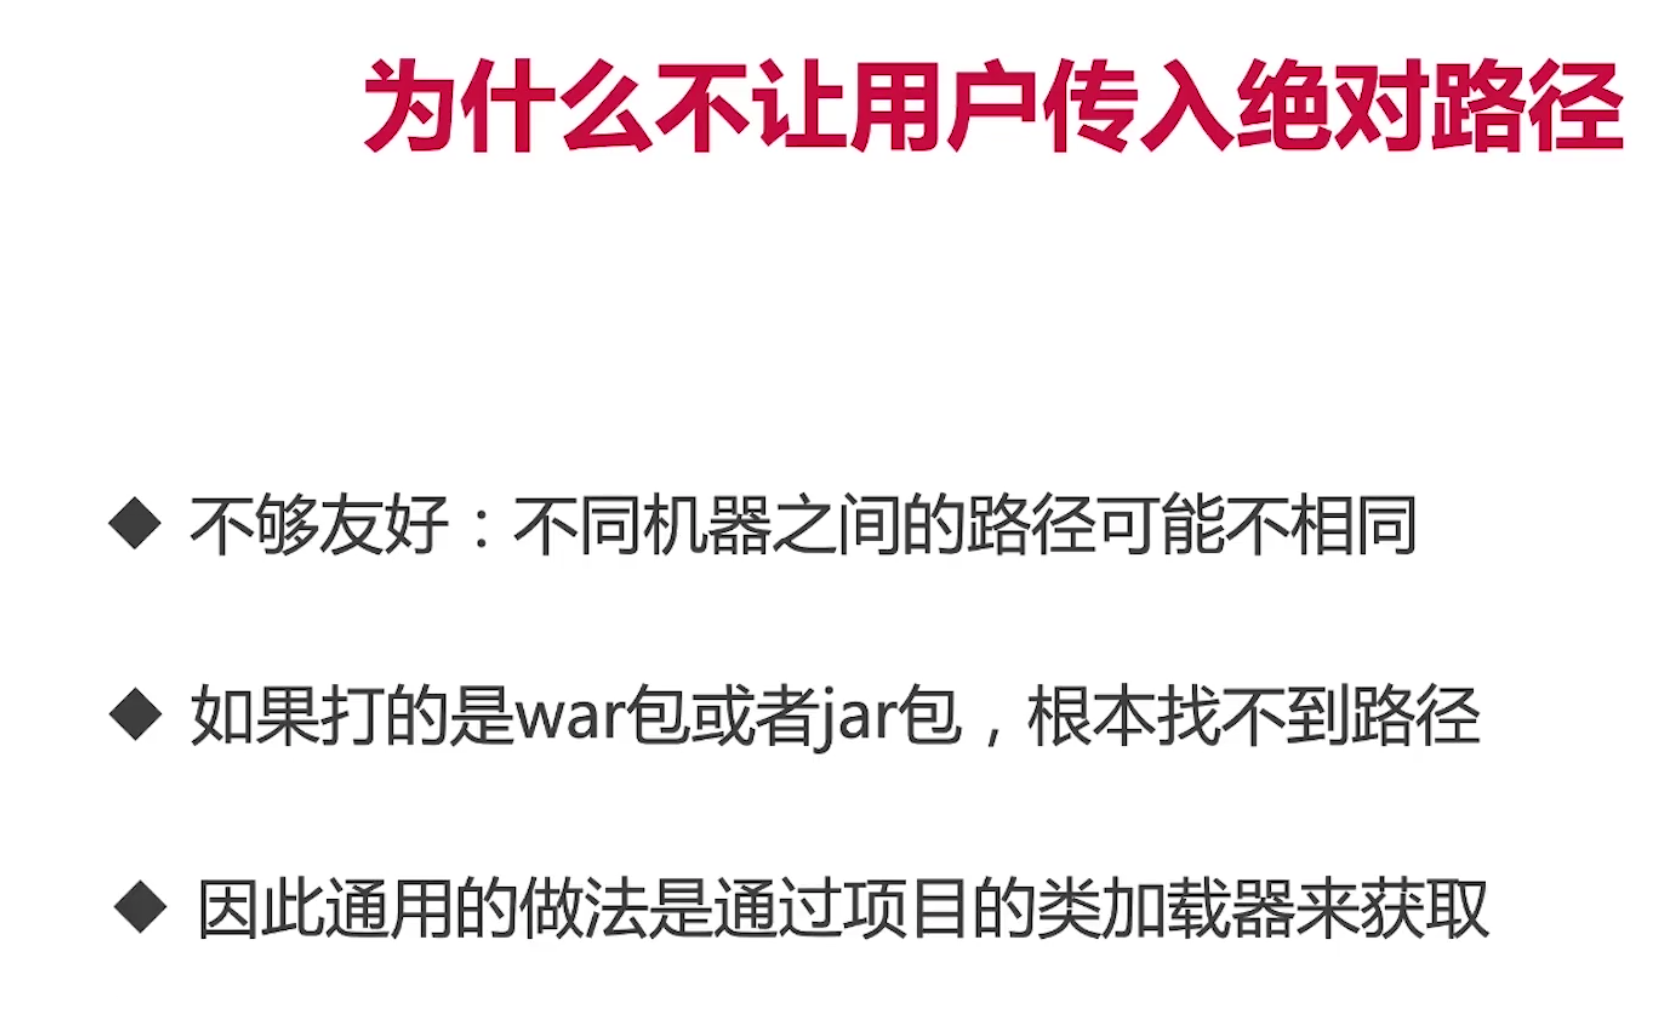 为什么不让用户传入绝对路径
◆ 不够友好：不同机器之间的路径可能不相同
◆ 如果打的是war包或者jar包，根本找不到路径
◆ 因此通用的做法是通过项目的类加载器来获取